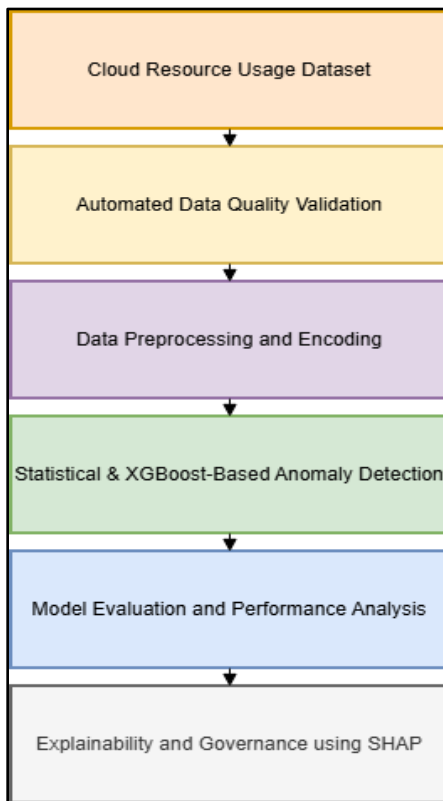 Cloud Resource Usage Dataset
Automated Data Quality Validation
Data Preprocessing and Encoding
Statistical & XGBoost-Based Anomaly Detection
Model Evaluation and Performance Analysis
Explainability and Governance using SHAP